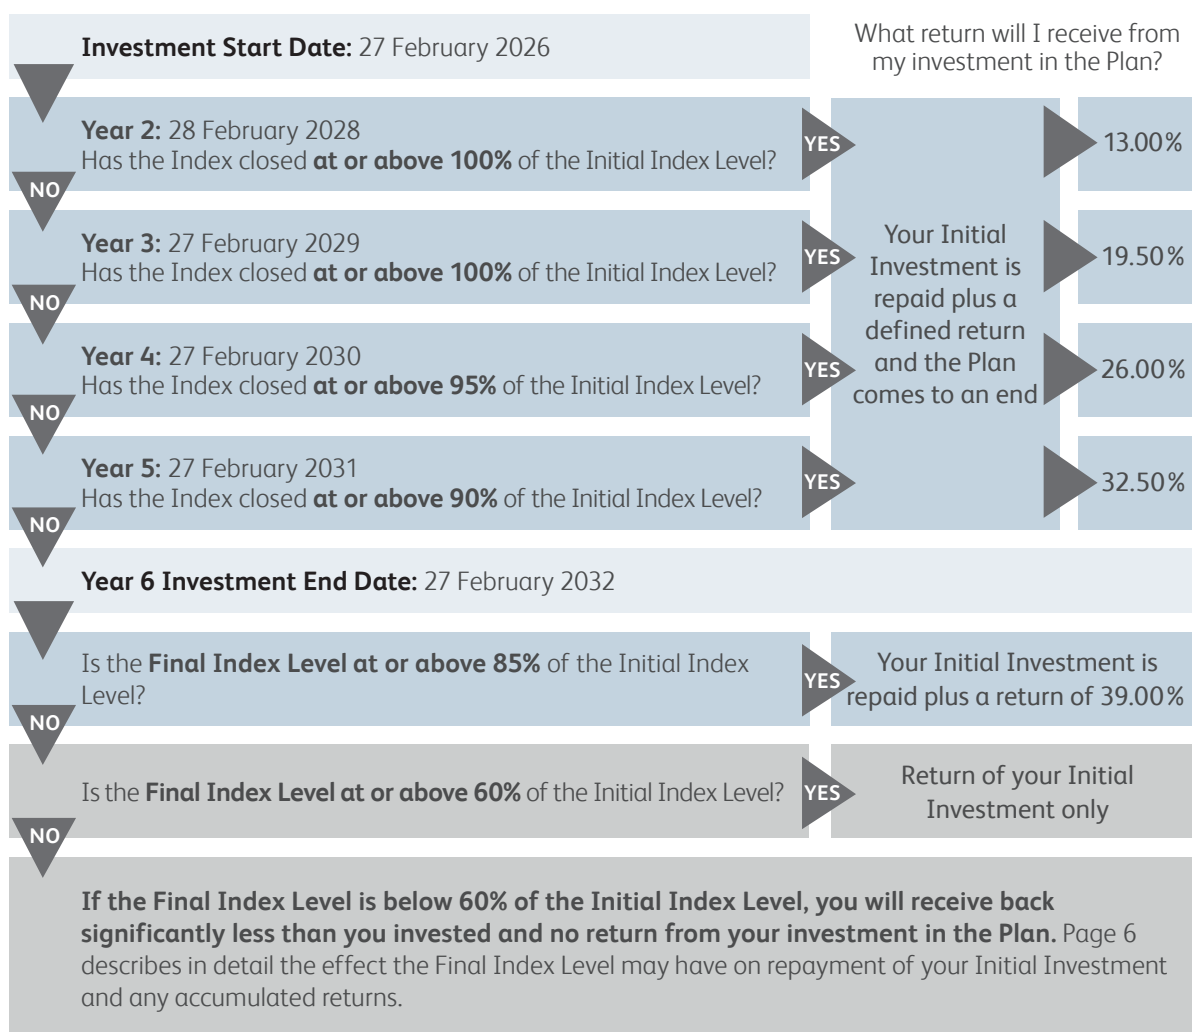 Investment Start Date: 27 February 2026
What return will I receive from
my investment in the Plan?
Year 2: 28 February 2028
Has the Index closed at or above 100% of the Initial Index Level?
YES
13.00%
NO
Year 3: 27 February 2029
Has the Index closed at or above 100% of the Initial Index Level?
YES
19.50%
NO
Year 4: 27 February 2030
Has the Index closed at or above 95% of the Initial Index Level?
YES
26.00%
NO
Year 5: 27 February 2031
Has the Index closed at or above 90% of the Initial Index Level?
YES
32.50%
NO
Your Initial
Investment is
repaid plus a
defined return
and the Plan
comes to an end
Year 6 Investment End Date: 27 February 2032
Is the Final Index Level at or above 85% of the Initial Index
Level?
YES
Your Initial Investment is
repaid plus a return of 39.00%
NO
Is the Final Index Level at or above 60% of the Initial Index Level?
YES
Return of your Initial
Investment only
NO
If the Final Index Level is below 60% of the Initial Index Level, you will receive back
significantly less than you invested and no return from your investment in the Plan. Page 6
describes in detail the effect the Final Index Level may have on repayment of your Initial Investment
and any accumulated returns.